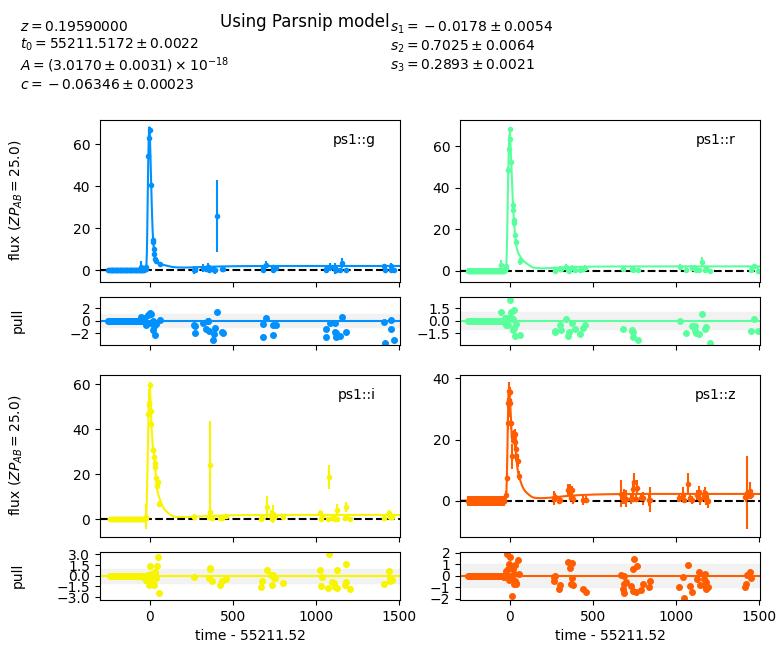 Using Parsnip model
z = 0.19590000
t0 = 55211.5172 ± 0.0022
A = (3.0170 ± 0.0031) × 10^−18
c = −0.06346 ± 0.00023
s1 = −0.0178 ± 0.0054
s2 = 0.7025 ± 0.0064
s3 = 0.2893 ± 0.0021
flux (ZP_AB = 25.0)
60
40
20
0
ps1::g
60
40
20
0
ps1::r
pull
2
0
−2
1.5
0.0
−1.5
flux (ZP_AB = 25.0)
60
40
20
0
ps1::i
40
20
0
ps1::z
pull
3.0
1.5
0.0
−1.5
−3.0
0 500 1000 1500
time - 55211.52
2
1
0
−1
−2
0 500 1000 1500
time - 55211.52